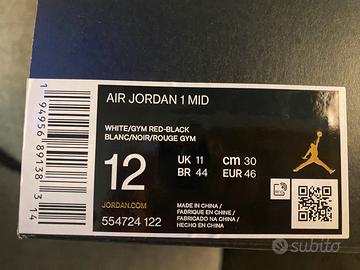 AIR JORDAN 1 MID
WHITE/GYM RED-BLACK
BLANC/NOIR/ROUGE GYM
12
UK 11
cm 30
BR 44
EUR 46
JORDAN.COM
554724 122
MADE IN CHINA /
FABRIQUE EN CHINE /
FABRICADO NA CHINA /
HECHO EN CHINA
1 94956 89138 3 14
subito